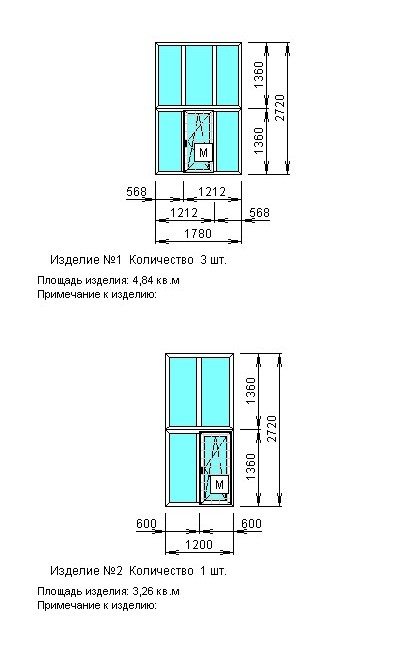 1360
2720
M
1360
568
1212
1212
568
1780
Изделие №1 Количество 3 шт.
Площадь изделия: 4,84 кв.м
Примечание к изделию:
1360
2720
1360
M
600
600
1200
Изделие №2 Количество 1 шт.
Площадь изделия: 3,26 кв.м
Примечание к изделию: